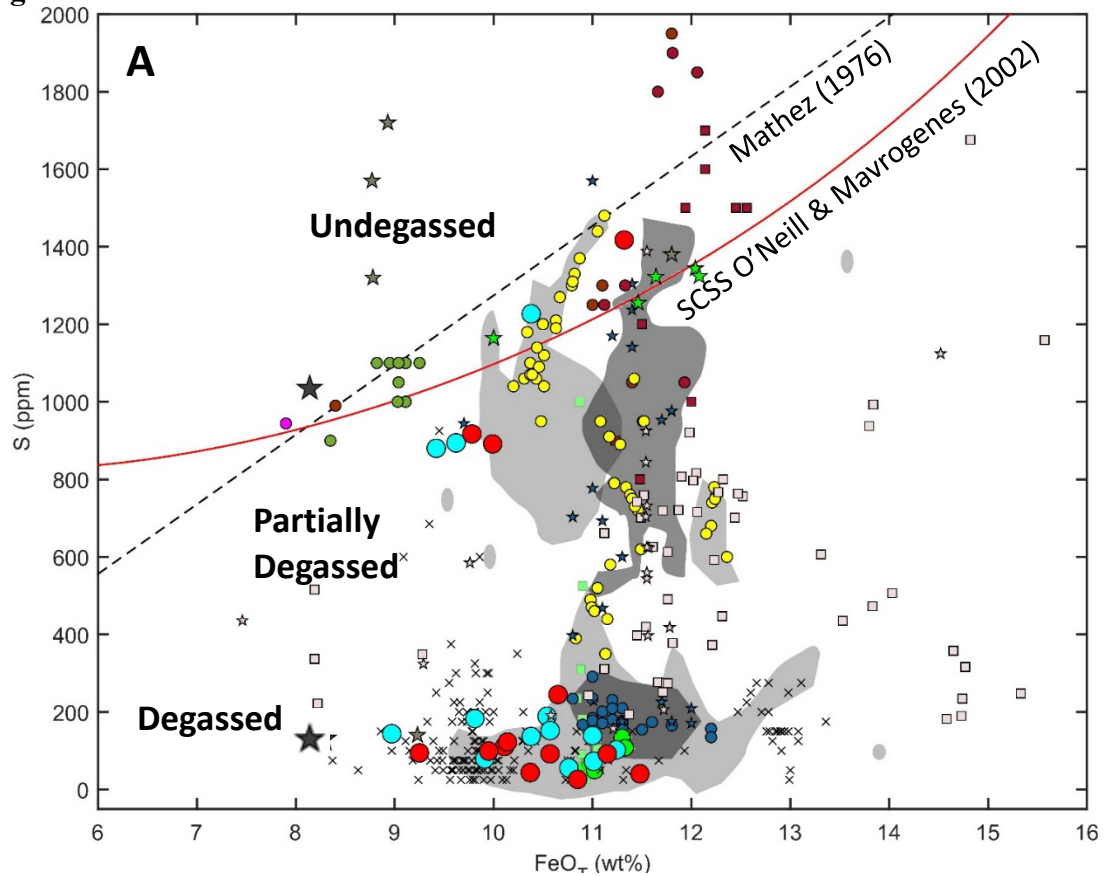 A
2000
1800
1600
1400
1200
1000
800
600
400
200
0
S (ppm)
Mathez (1976)
SCSS O'Neill & Mavrogenes (2002)
Undegassed
Partially
Degassed
Degassed
6 7 8 9 10 11 12 13 14 15 16
FeO_T (wt%)